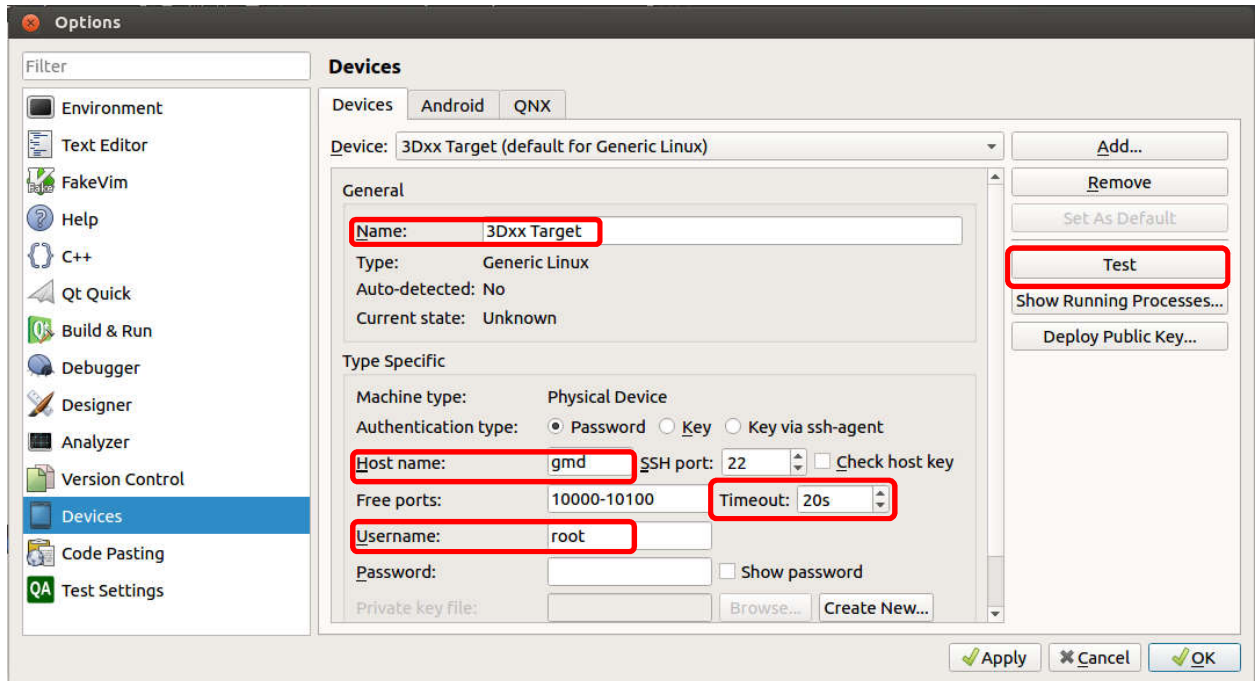 Options
Filter
Environment
Text Editor
FakeVim
Help
C++
Qt Quick
Build & Run
Debugger
Designer
Analyzer
Version Control
Devices
Code Pasting
QA Test Settings
Devices
Devices Android QNX
Device: 3Dxx Target (default for Generic Linux)
General
Name: 3Dxx Target
Type: Generic Linux
Auto-detected: No
Current state: Unknown
Type Specific
Machine type: Physical Device
Authentication type: Password Key Key via ssh-agent
Host name: gmd SSH port: 22 Check host key
Free ports: 10000-10100 Timeout: 20s
Username: root
Password: Show password
Private key file: Browse... Create New...
Add...
Remove
Set As Default
Test
Show Running Processes...
Deploy Public Key...
Apply Cancel OK